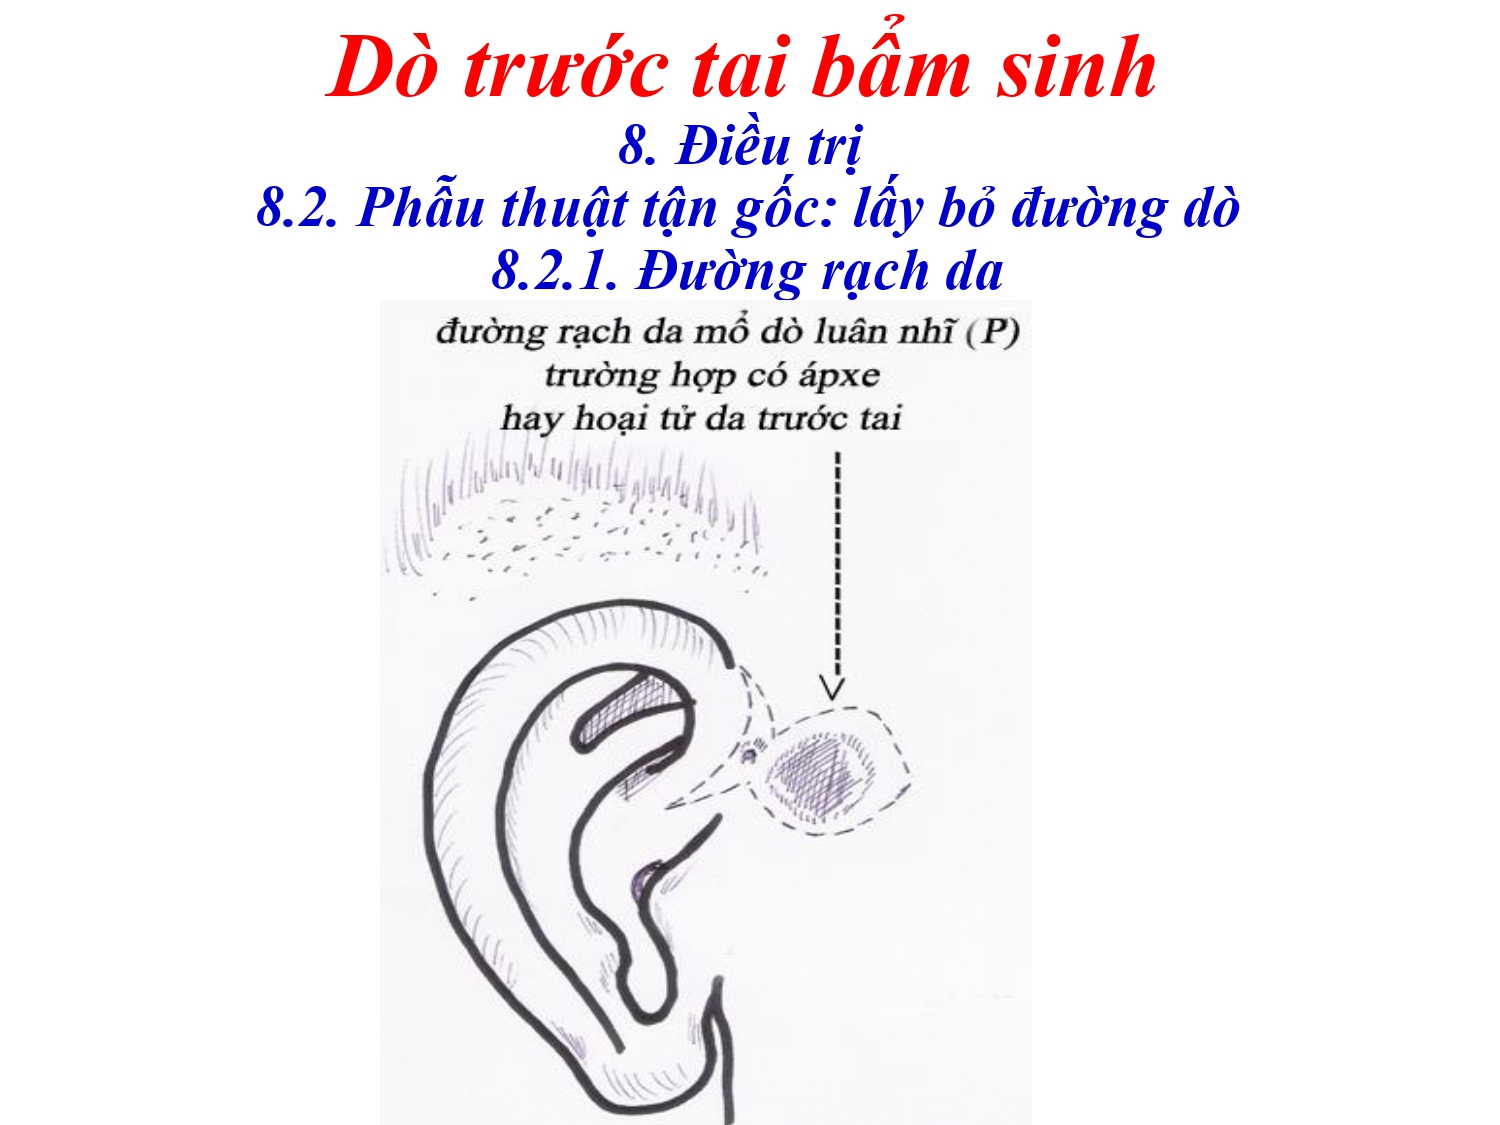 Dò trước tai bẩm sinh
8. Điều trị
8.2. Phẫu thuật tận gốc: lấy bỏ đường dò
8.2.1. Đường rạch da
đường rạch da mổ dò luân nhĩ (P)
trường hợp có ápxe
hay hoại tử da trước tai